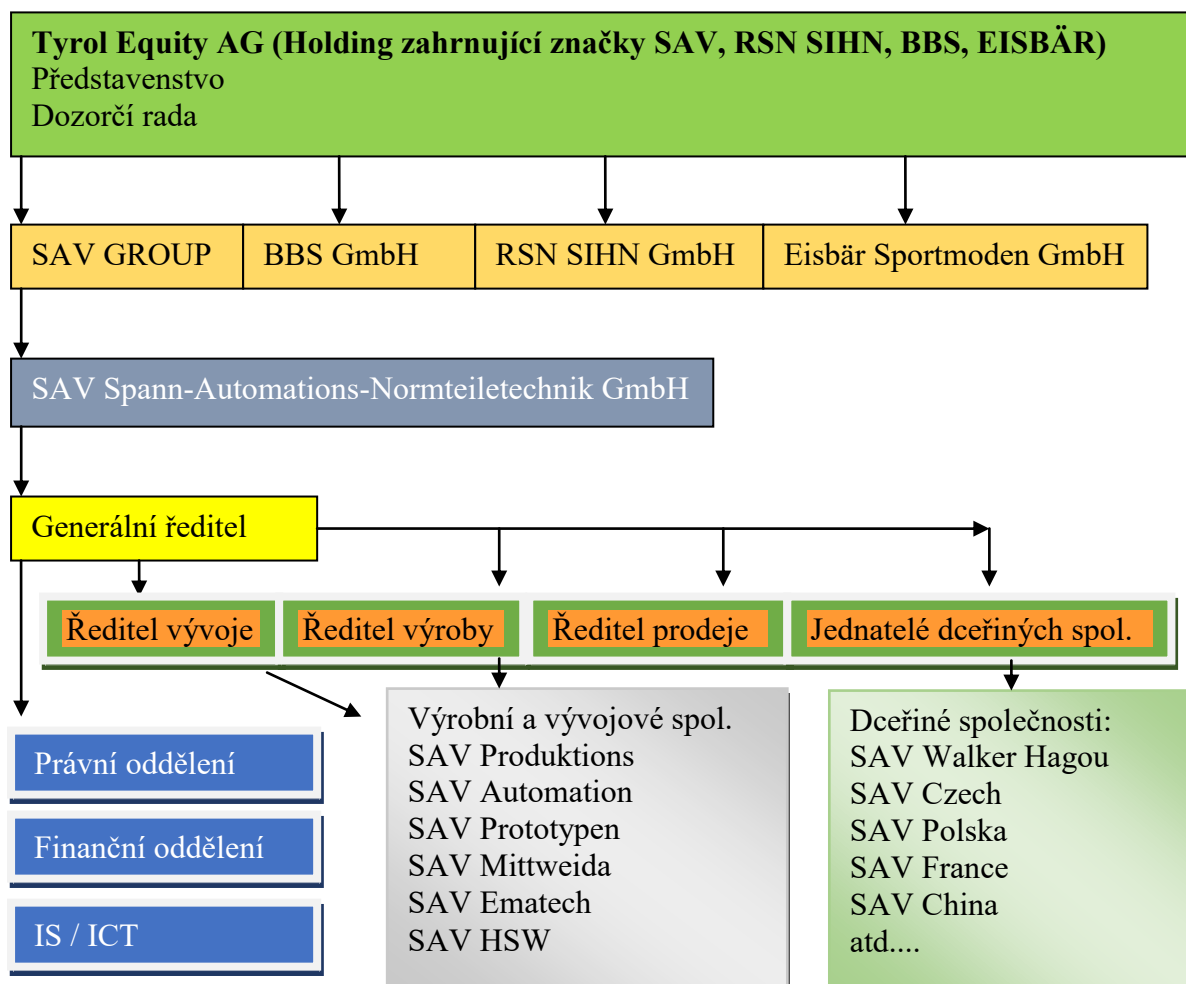 Tyrol Equity AG (Holding zahrnující značky SAV, RSN SIHN, BBS, EISBÄR)
Představenstvo
Dozorčí rada
SAV GROUP
BBS GmbH
RSN SIHN GmbH
Eisbär Sportmoden GmbH
SAV Spann-Automations-Normteiletechnik GmbH
Generální ředitel
Ředitel vývoje
Ředitel výroby
Ředitel prodeje
Jednatelé dceřiných spol.
Právní oddělení
Finanční oddělení
IS / ICT
Výrobní a vývojové spol.
SAV Produktions
SAV Automation
SAV Prototypen
SAV Mittweida
SAV Ematech
SAV HSW
Dceřiné společnosti:
SAV Walker Hagou
SAV Czech
SAV Polska
SAV France
SAV China
atd....